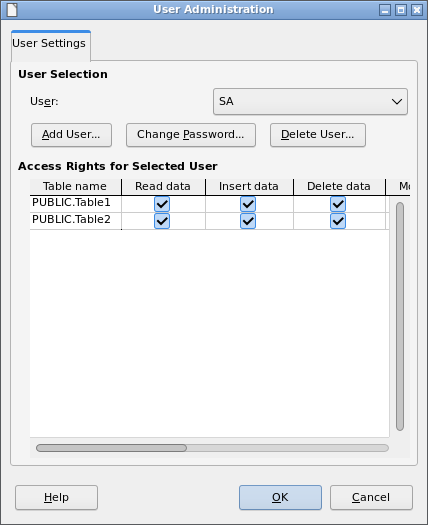 User Administration
User Settings
User Selection
User: SA
Add User... Change Password... Delete User...
Access Rights for Selected User
Table name Read data Insert data Delete data
PUBLIC.Table1
PUBLIC.Table2
Help OK Cancel